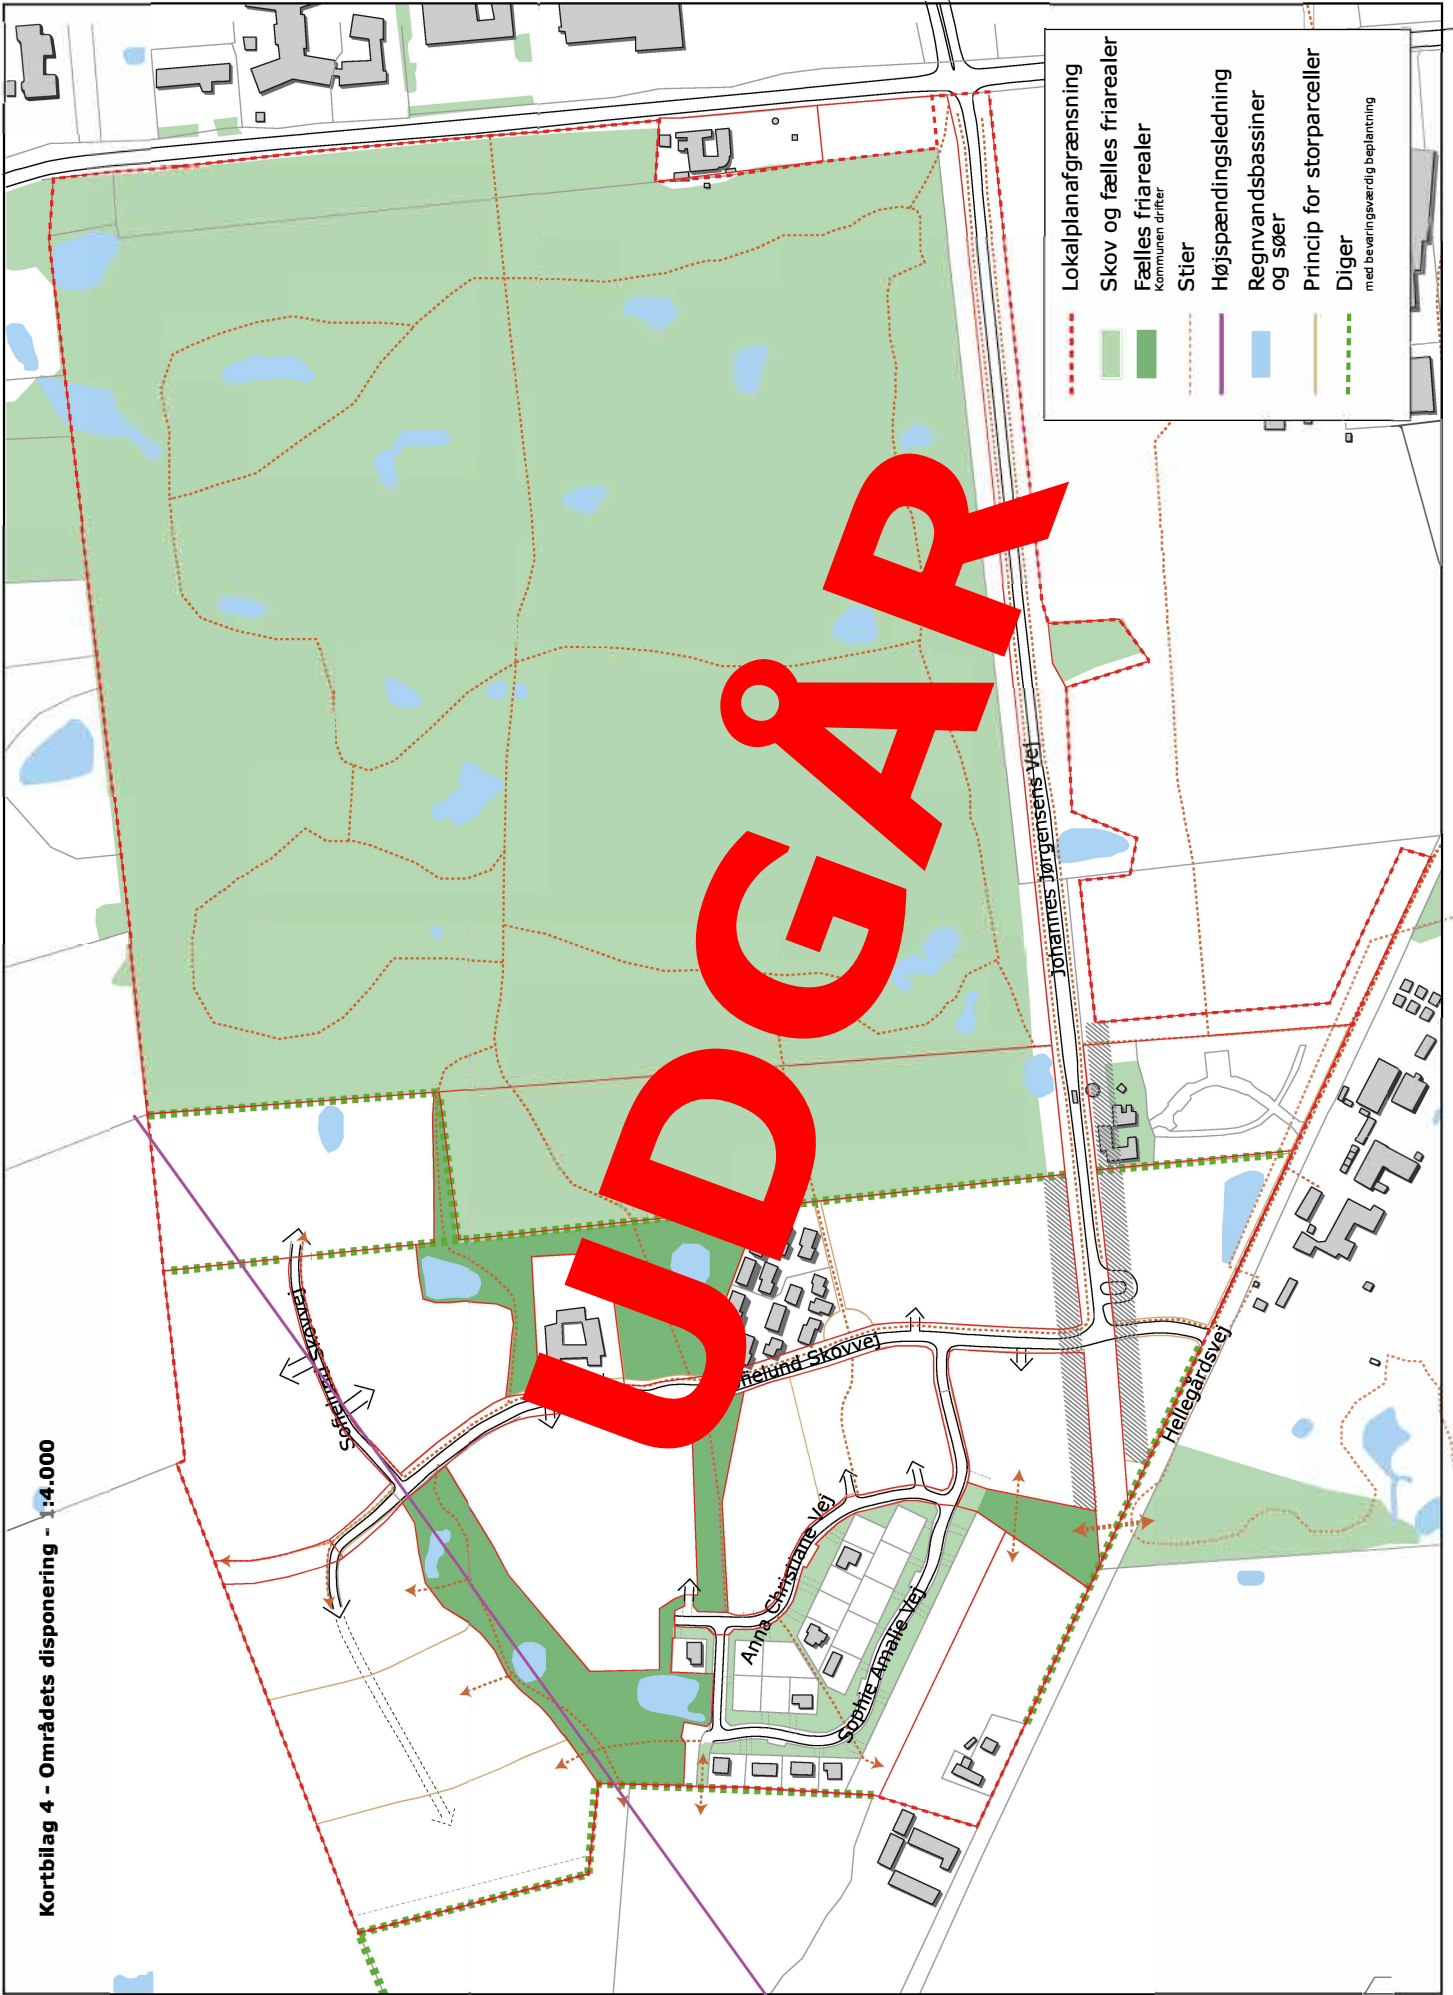 Kortbilag 4 - Områdets disponering - 1:4.000
Lokalplanafgrænsning
Skov og fælles friarealer
Fælles friarealer
Kommunen drifter
Stier
Højspændingsledning
Regnvandsbassiner
og søer
Princip for storparceller
Diger
med bevaringsværdig beplantning
UDGÅR
Johannes Jørgensens Vej
Sofielund Skovvej
fielund Skovvej
Hellegårdsvej
Anna Christiane Vej
Sophie Amalie Vej